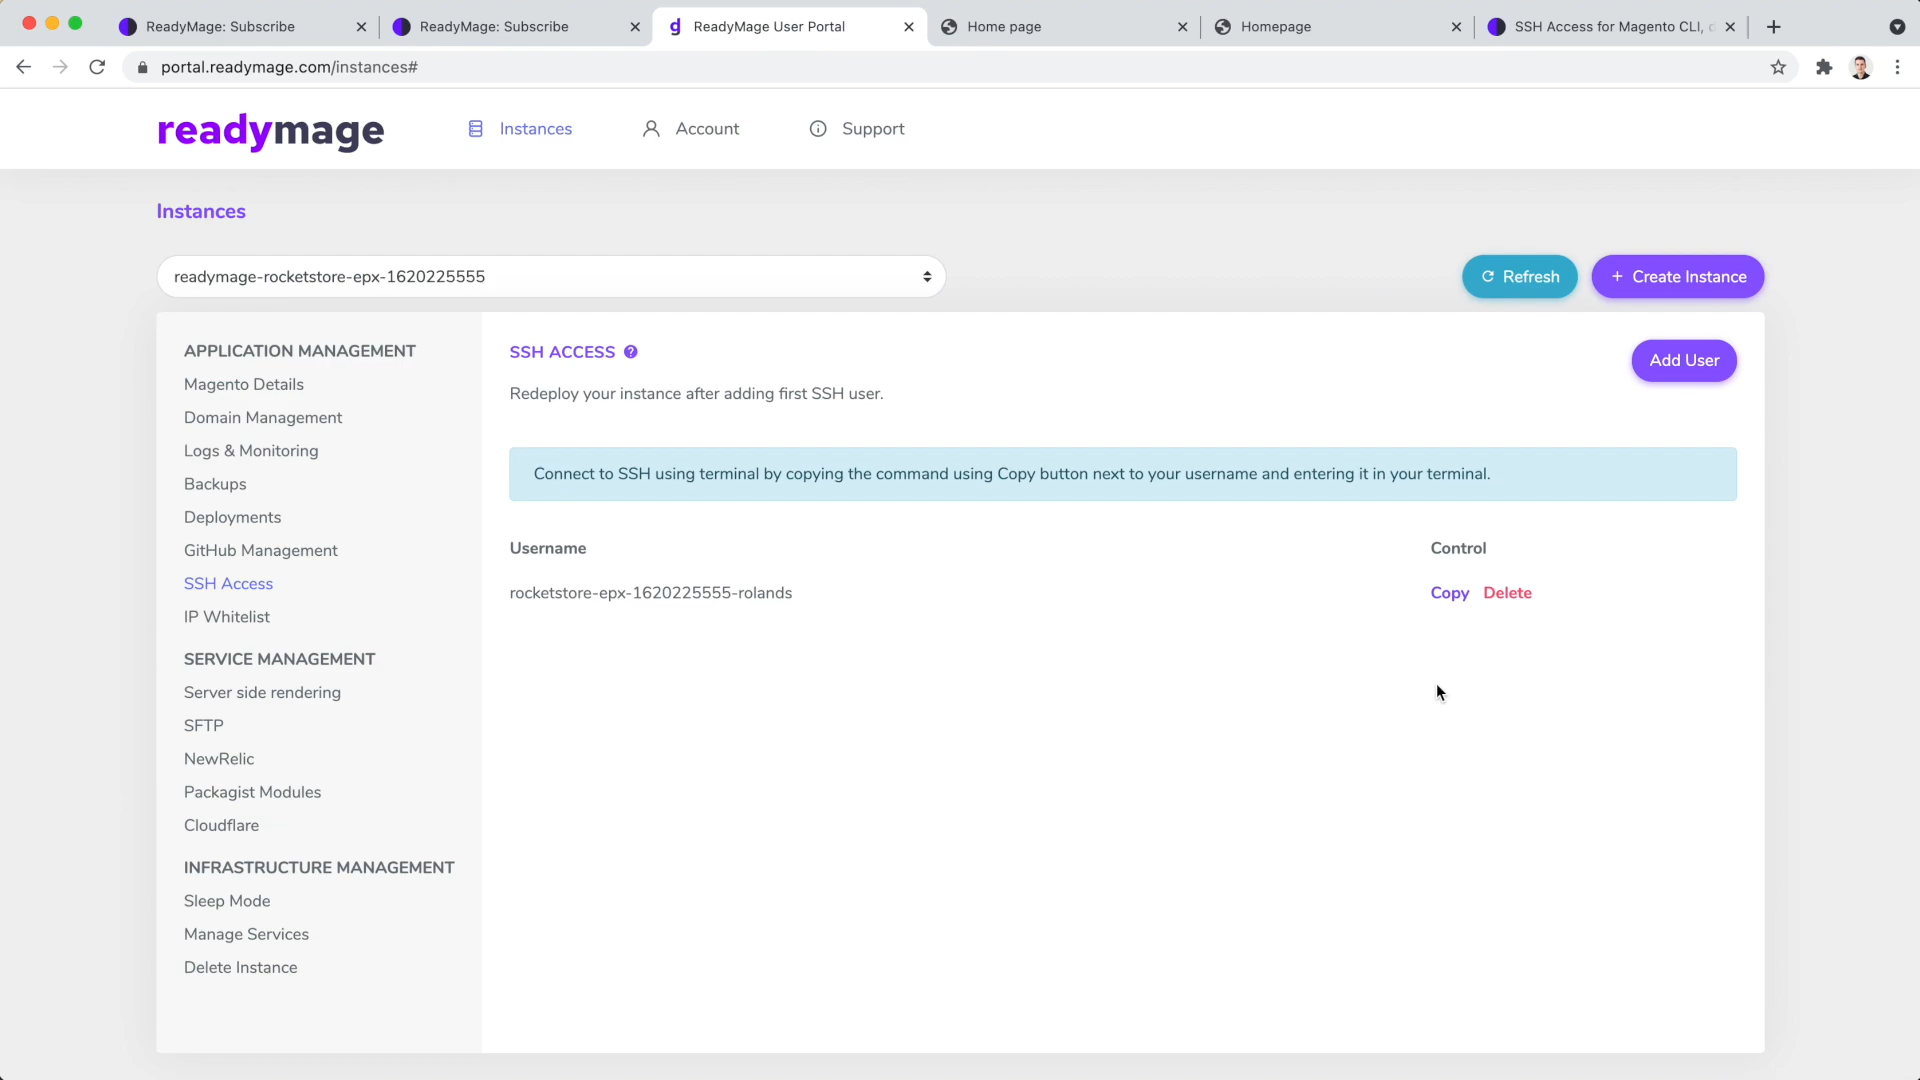 ReadyMage: Subscribe
ReadyMage: Subscribe
d ReadyMage User Portal
Home page
Homepage
SSH Access for Magento CLI,
portal.readymage.com/instances#
readymage
Instances
Account
Support
Instances
readymage-rocketstore-epx-1620225555
Refresh
+ Create Instance
APPLICATION MANAGEMENT
Magento Details
Domain Management
Logs & Monitoring
Backups
Deployments
GitHub Management
SSH Access
IP Whitelist
SERVICE MANAGEMENT
Server side rendering
SFTP
NewRelic
Packagist Modules
Cloudflare
INFRASTRUCTURE MANAGEMENT
Sleep Mode
Manage Services
Delete Instance
SSH ACCESS ?
Add User
Redeploy your instance after adding first SSH user.
Connect to SSH using terminal by copying the command using Copy button next to your username and entering it in your terminal.
Username Control
rocketstore-epx-1620225555-rolands Copy Delete